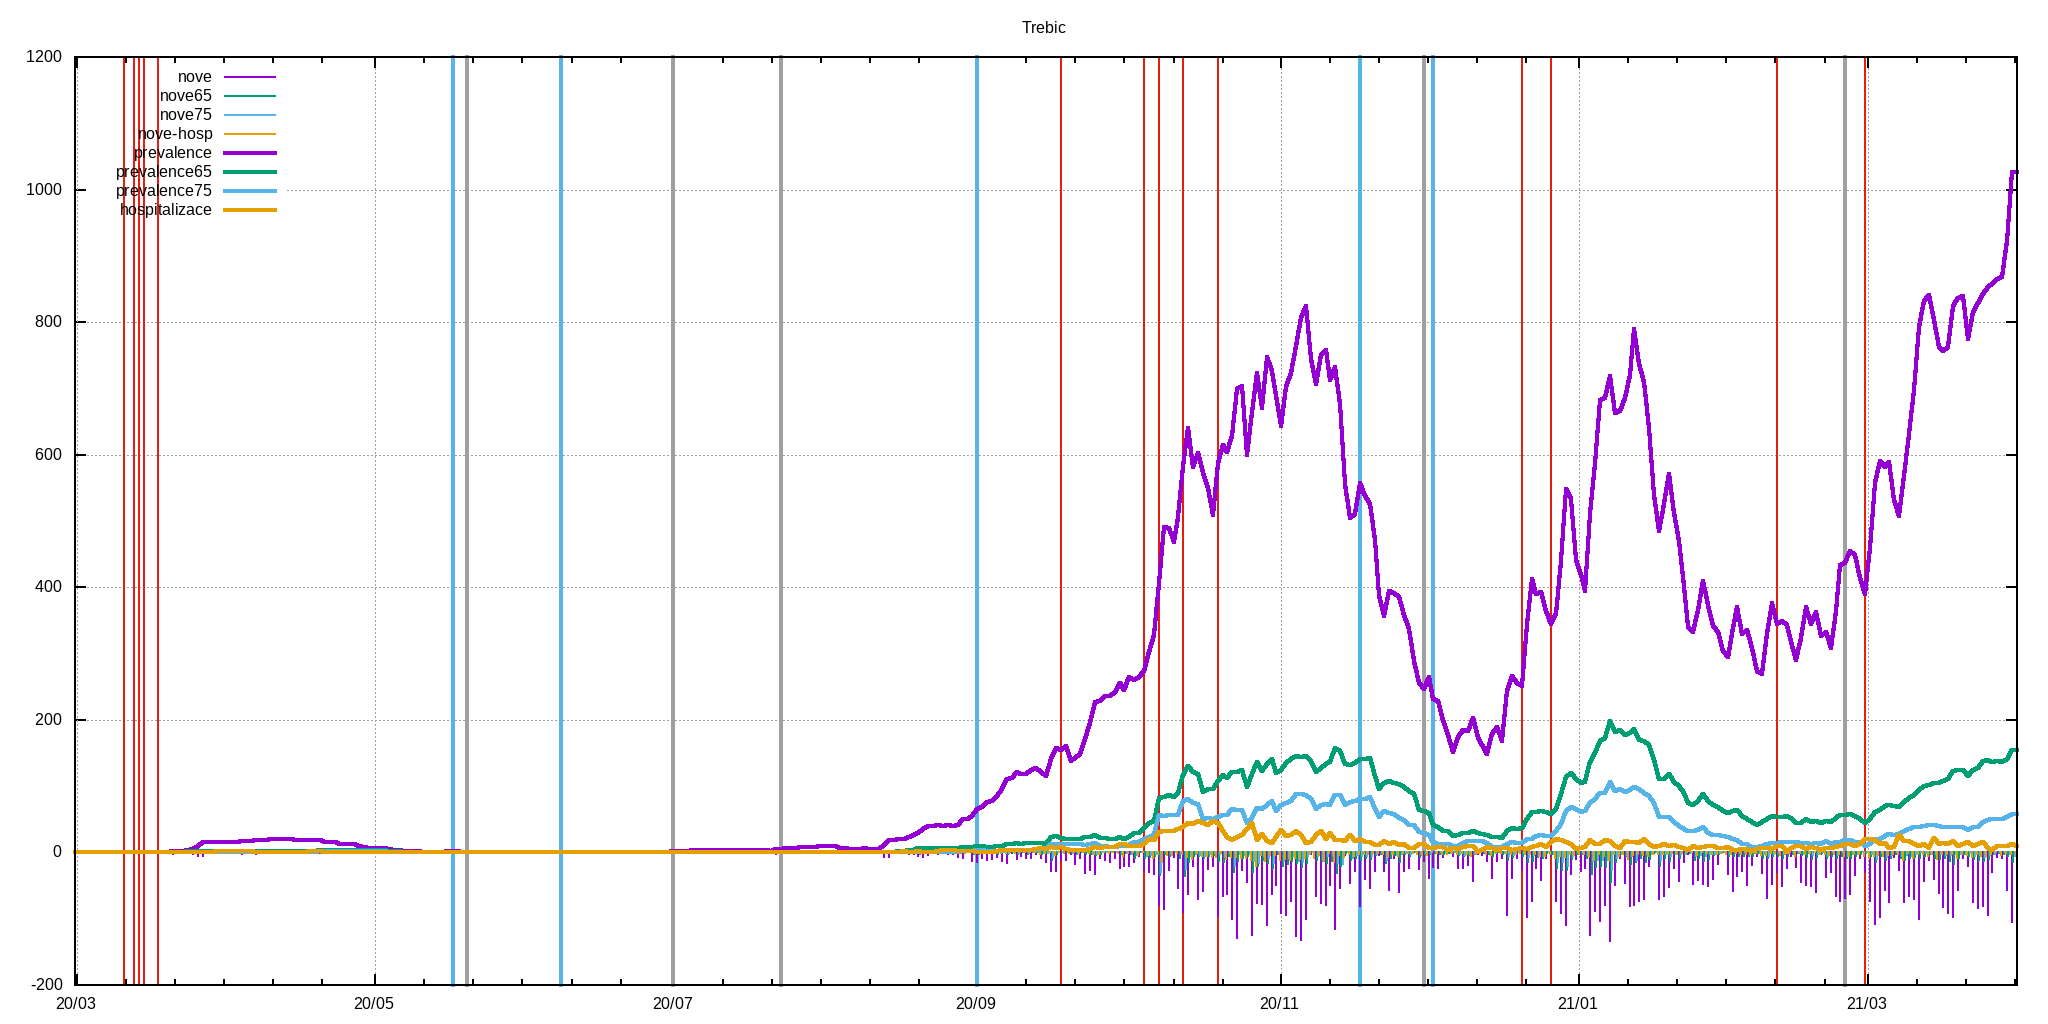 Trebic
1200
1000
800
600
400
200
0
-200
nove
nove65
nove75
nove-hosp
prevalence
prevalence65
prevalence75
hospitalizace
20/03 20/05 20/07 20/09 20/11 21/01 21/03